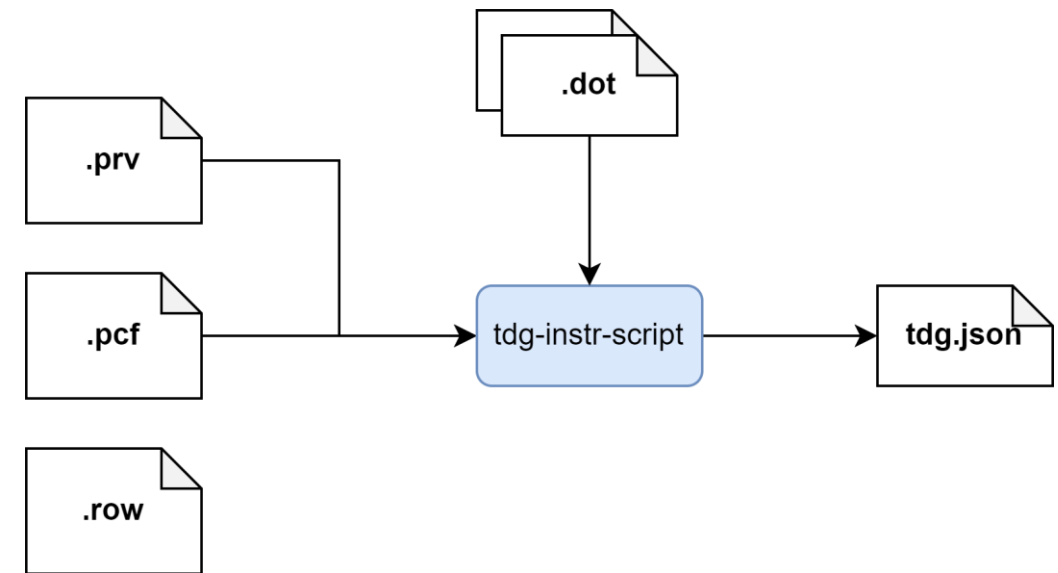 .dot
.prv
.pcf
tdg-instr-script
tdg.json
.row